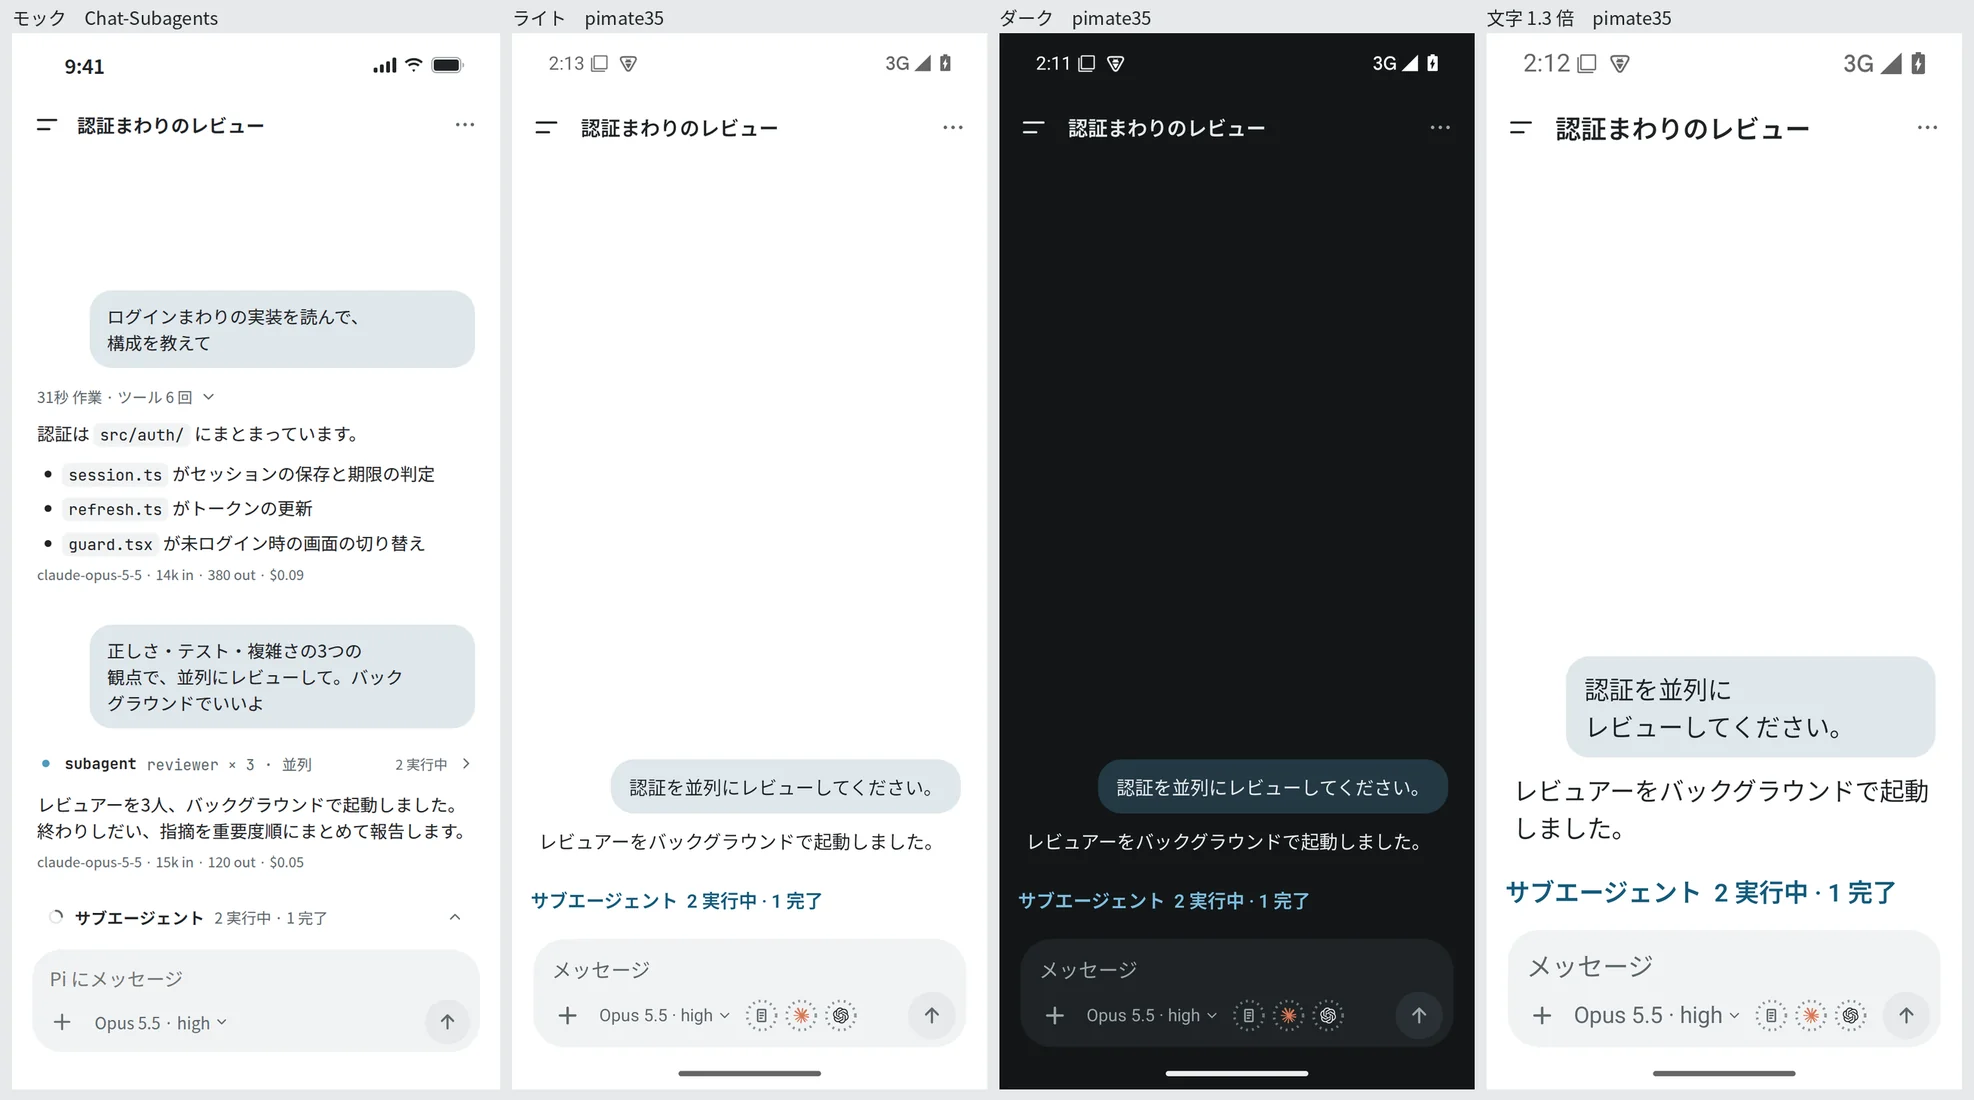 モック Chat-Subagents
9:41
認証まわりのレビュー
ログインまわりの実装を読んで、
構成を教えて
31秒 作業 · ツール 6 回
認証は src/auth/ にまとまっています。
session.ts がセッションの保存と期限の判定
refresh.ts がトークンの更新
guard.tsx が未ログイン時の画面の切り替え
claude-opus-5-5 · 14k in · 380 out · $0.09
正しさ・テスト・複雑さの3つの
観点で、並列にレビューして。バック
グラウンドでいいよ
subagent reviewer × 3 · 並列 2 実行中
レビュアーを3人、バックグラウンドで起動しました。
終わりしだい、指摘を重要度順にまとめて報告します。
claude-opus-5-5 · 15k in · 120 out · $0.05
サブエージェント 2 実行中 · 1 完了
Pi にメッセージ
Opus 5.5 · high
ライト pimate35
2:13 3G
認証まわりのレビュー
認証を並列にレビューしてください。
レビュアーをバックグラウンドで起動しました。
サブエージェント 2 実行中 · 1 完了
メッセージ
Opus 5.5 · high
ダーク pimate35
2:11 3G
認証まわりのレビュー
認証を並列にレビューしてください。
レビュアーをバックグラウンドで起動しました。
サブエージェント 2 実行中 · 1 完了
メッセージ
Opus 5.5 · high
文字 1.3 倍 pimate35
2:12 3G
認証まわりのレビュー
認証を並列に
レビューしてください。
レビュアーをバックグラウンドで起動
しました。
サブエージェント 2 実行中 · 1 完了
メッセージ
Opus 5.5 · high